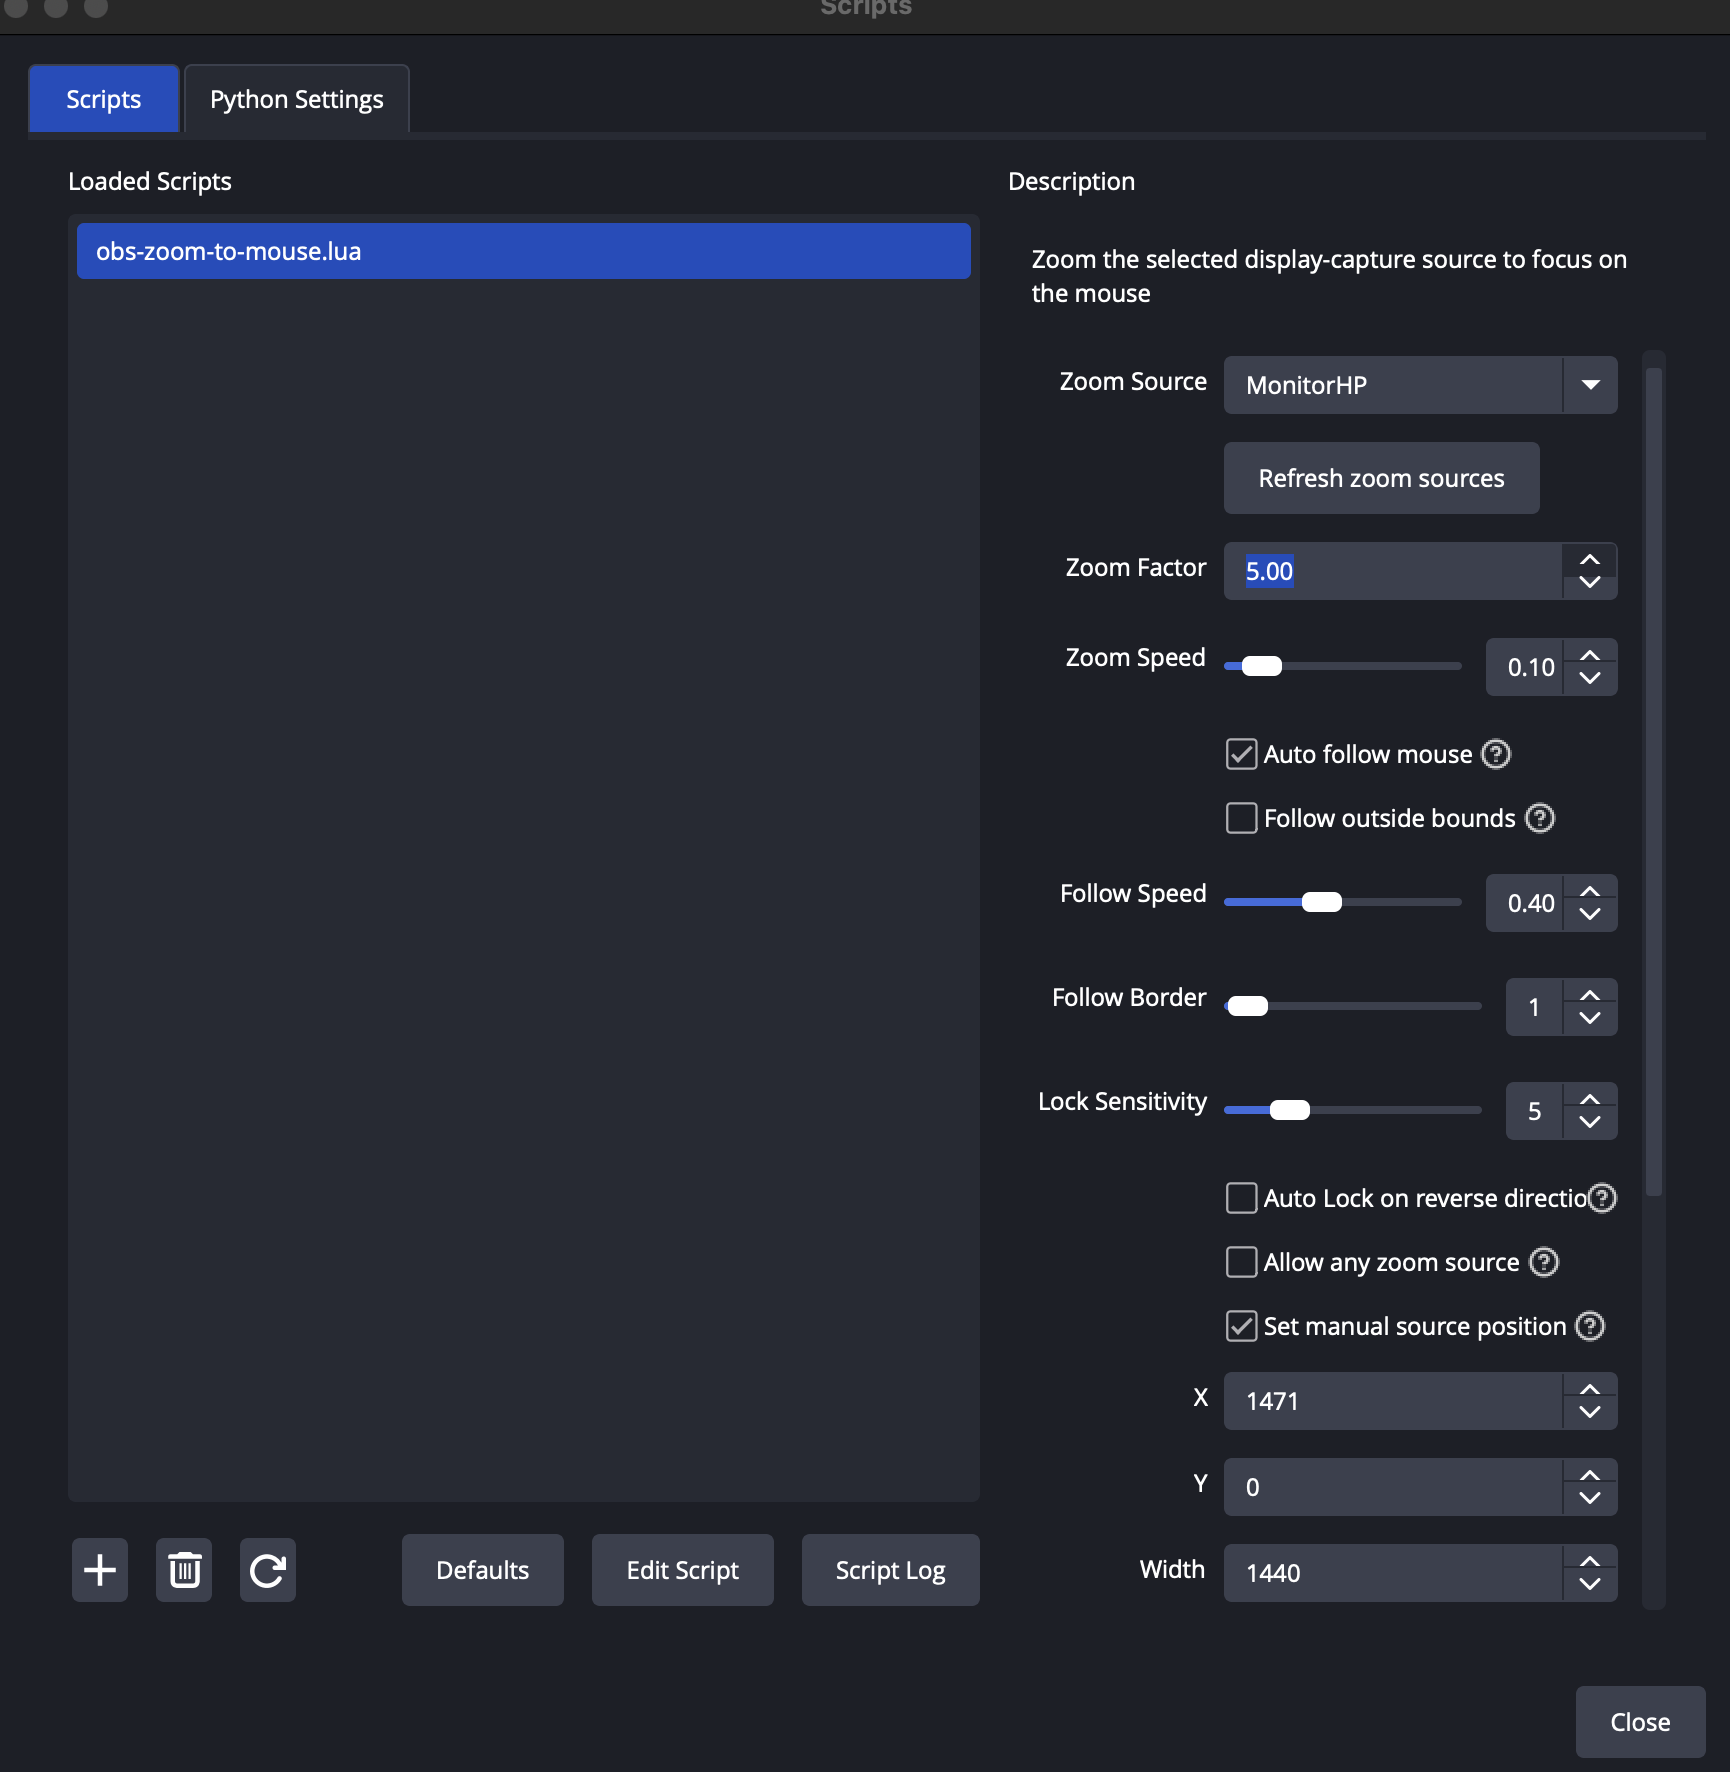 Scripts
Scripts
Python Settings
Loaded Scripts
obs-zoom-to-mouse.lua
Description
Zoom the selected display-capture source to focus on
the mouse
Zoom Source
MonitorHP
Refresh zoom sources
Zoom Factor
5.00
Zoom Speed
0.10
Auto follow mouse ?
Follow outside bounds ?
Follow Speed
0.40
Follow Border
1
Lock Sensitivity
5
Auto Lock on reverse directio ?
Allow any zoom source ?
Set manual source position ?
X
1471
Y
0
Width
1440
Defaults
Edit Script
Script Log
Close